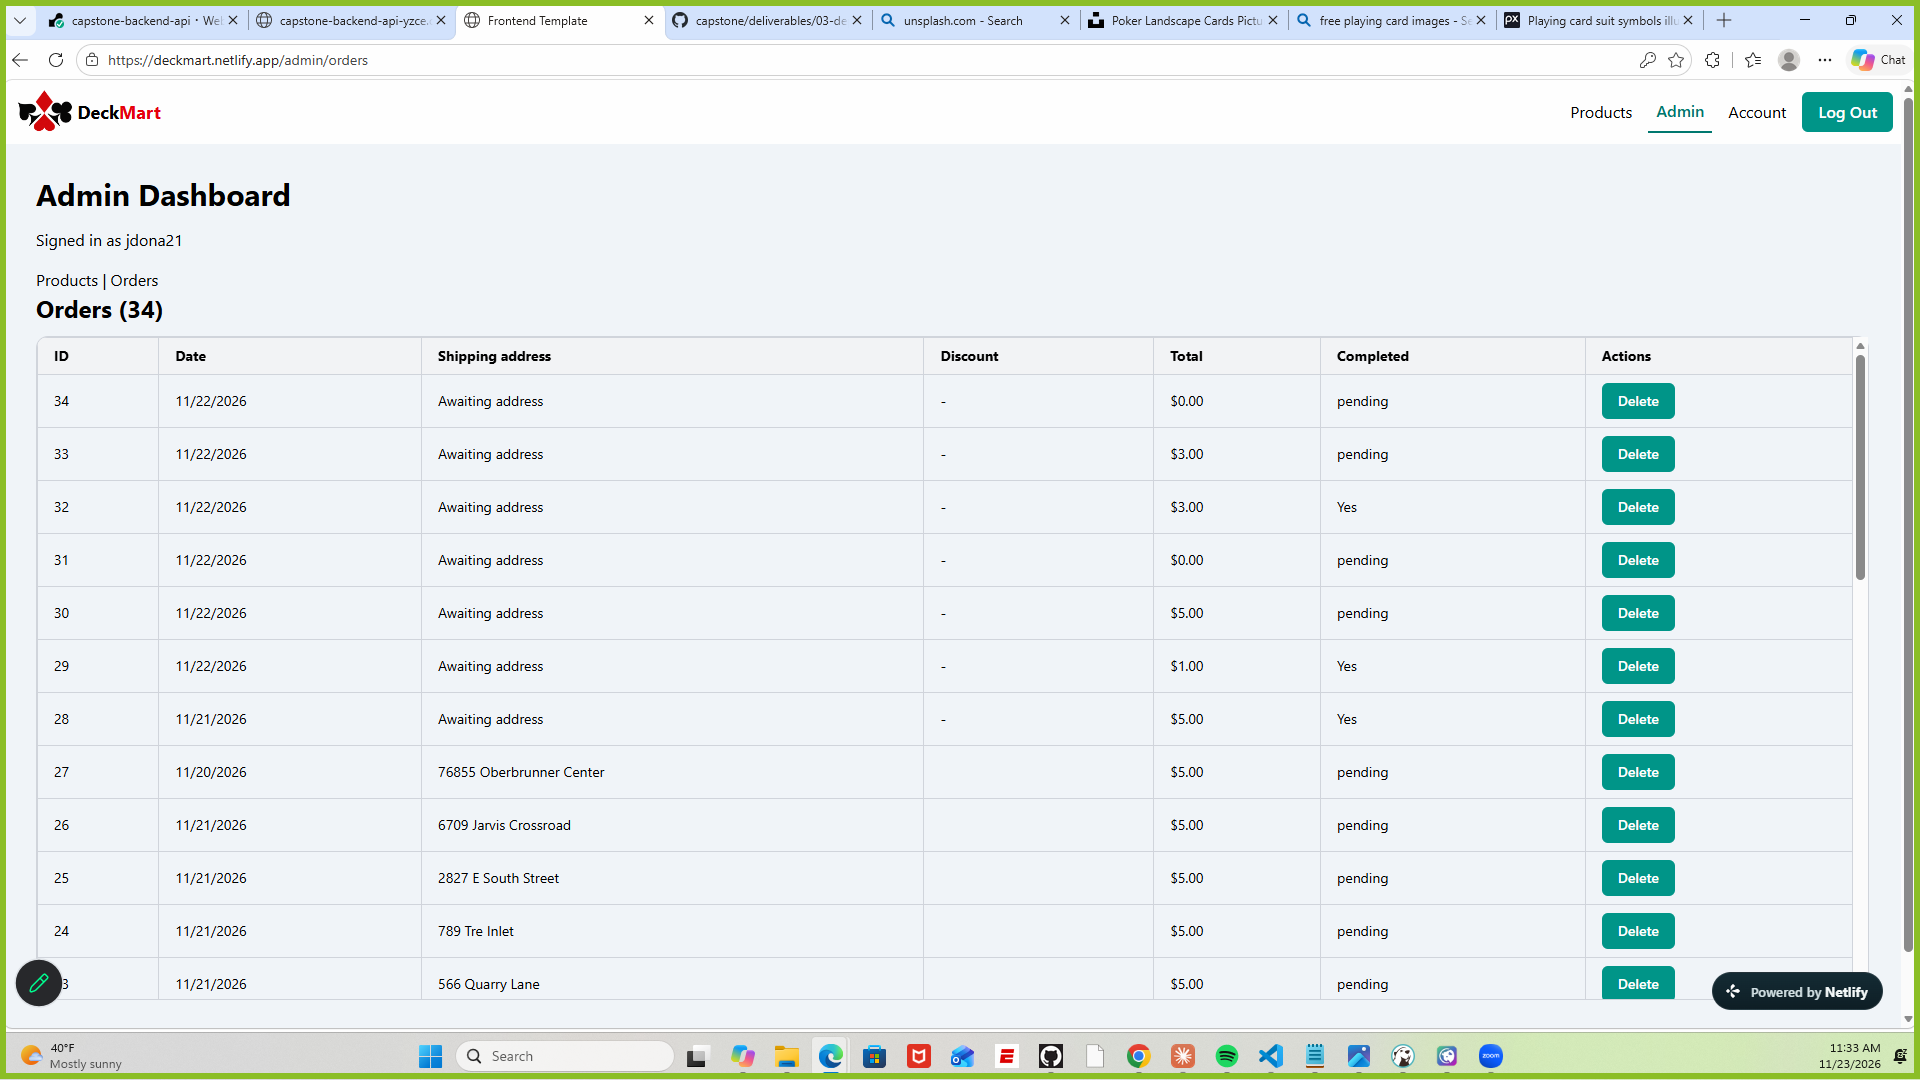 capstone-backend-api · We
capstone-backend-api-yzce.
Frontend Template
capstone/deliverables/03-de
unsplash.com - Search
Poker Landscape Cards Pictu
free playing card images - Se
Playing card suit symbols illu
https://deckmart.netlify.app/admin/orders
Chat
DeckMart
Products
Admin
Account
Log Out
Admin Dashboard
Signed in as jdona21
Products | Orders
Orders (34)
ID Date Shipping address Discount Total Completed Actions
34 11/22/2026 Awaiting address - $0.00 pending Delete
33 11/22/2026 Awaiting address - $3.00 pending Delete
32 11/22/2026 Awaiting address - $3.00 Yes Delete
31 11/22/2026 Awaiting address - $0.00 pending Delete
30 11/22/2026 Awaiting address - $5.00 pending Delete
29 11/22/2026 Awaiting address - $1.00 Yes Delete
28 11/21/2026 Awaiting address - $5.00 Yes Delete
27 11/20/2026 76855 Oberbrunner Center $5.00 pending Delete
26 11/21/2026 6709 Jarvis Crossroad $5.00 pending Delete
25 11/21/2026 2827 E South Street $5.00 pending Delete
24 11/21/2026 789 Tre Inlet $5.00 pending Delete
3 11/21/2026 566 Quarry Lane $5.00 pending Delete
Powered by Netlify
40°F
Mostly sunny
Search
zoom
11:33 AM
11/23/2026